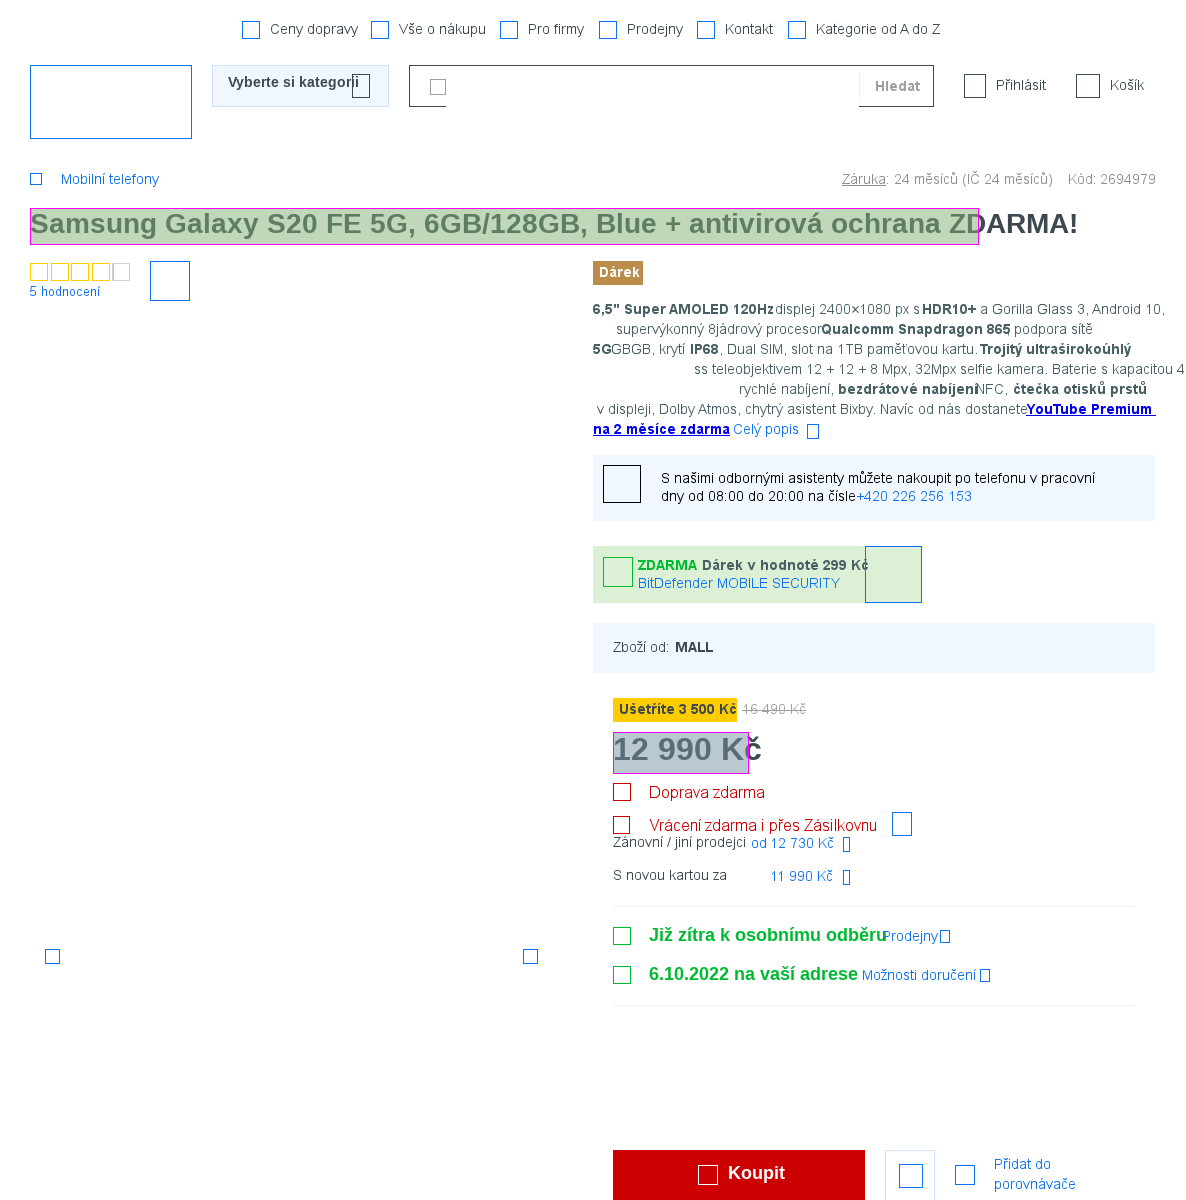 Ceny dopravy Vše o nákupu Pro firmy Prodejny Kontakt Kategorie od A do Z
Vyberte si kategorii Hledat Přihlásit Košík
Mobilní telefony Záruka: 24 měsíců (IČ 24 měsíců) Kód: 2694979
Samsung Galaxy S20 FE 5G, 6GB/128GB, Blue + antivirová ochrana ZDARMA!
5 hodnocení
Dárek
6,5" Super AMOLED 120Hz displej 2400×1080 px s HDR10+ a Gorilla Glass 3, Android 10,
supervýkonný 8jádrový procesor Qualcomm Snapdragon 865 podpora sítě
5G GB, krytí IP68, Dual SIM, slot na 1TB paměťovou kartu. Trojitý ultraširokoúhlý
s teleobjektivem 12 + 12 + 8 Mpx, 32Mpx selfie kamera. Baterie s kapacitou 4
rychlé nabíjení, bezdrátové nabíjení NFC, čtečka otisků prstů
v displeji, Dolby Atmos, chytrý asistent Bixby. Navíc od nás dostanete YouTube Premium
na 2 měsíce zdarma Celý popis
S našimi odbornými asistenty můžete nakoupit po telefonu v pracovní
dny od 08:00 do 20:00 na čísle +420 226 256 153
ZDARMA Dárek v hodnotě 299 Kč
BitDefender MOBILE SECURITY
Zboží od: MALL
Ušetříte 3 500 Kč 16 490 Kč
12 990 Kč
Doprava zdarma
Vrácení zdarma i přes Zásilkovnu
Zánovní / jiní prodejci od 12 730 Kč
S novou kartou za 11 990 Kč
Již zítra k osobnímu odběru Prodejny
6.10.2022 na vaší adrese Možnosti doručení
Koupit Přidat do
porovnávače